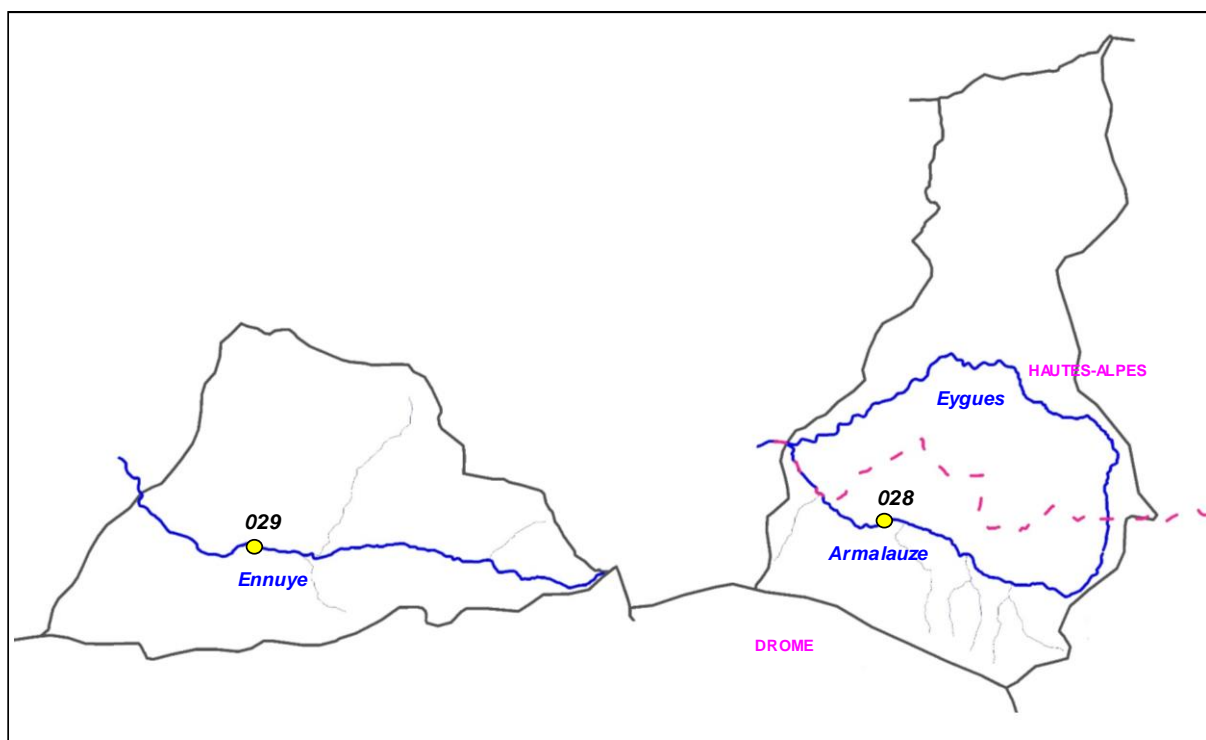 HAUTES-ALPES
Eygues
028
029
Armalauze
Ennuye
DROME